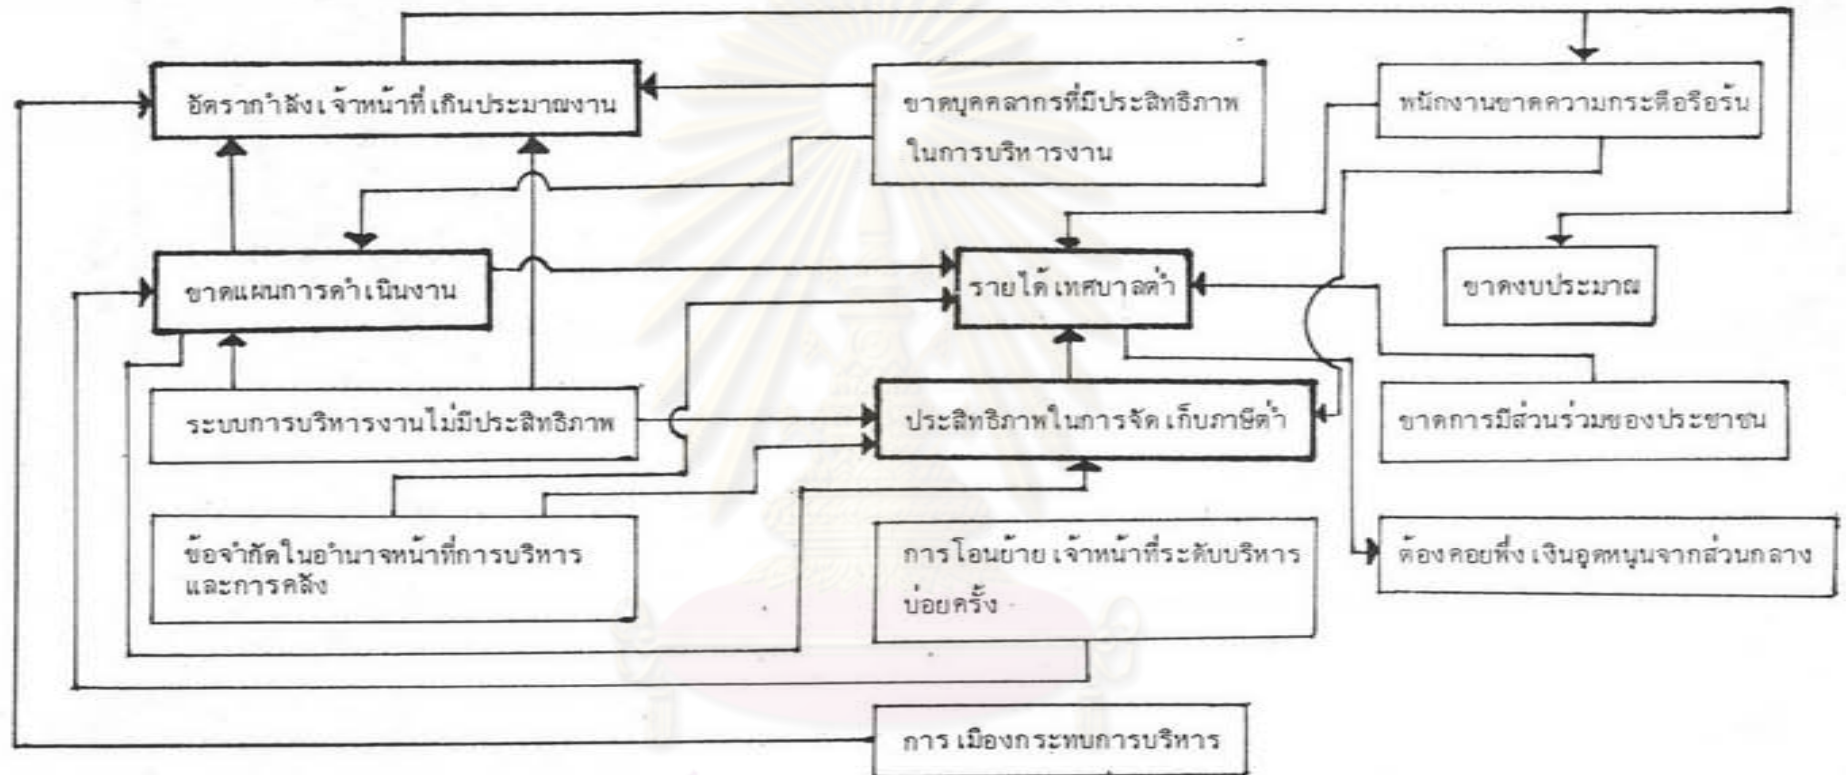 อัตรากำลังเจ้าหน้าที่เกินประมาณงาน
ขาดบุคคลากรที่มีประสิทธิภาพ
ในการบริหารงาน
พนักงานขาดความกระตือรือร้น
ขาดแผนการดำเนินงาน
รายได้เทศบาลต่ำ
ขาดงบประมาณ
ระบบการบริหารงานไม่มีประสิทธิภาพ
ประสิทธิภาพในการจัดเก็บภาษีต่ำ
ขาดการมีส่วนร่วมของประชาชน
ข้อจำกัดในอำนาจหน้าที่การบริหาร
และการคลัง
การโอนย้ายเจ้าหน้าที่ระดับบริหาร
บ่อยครั้ง
ต้องคอยพึ่งเงินอุดหนุนจากส่วนกลาง
การเมืองกระทบการบริหาร